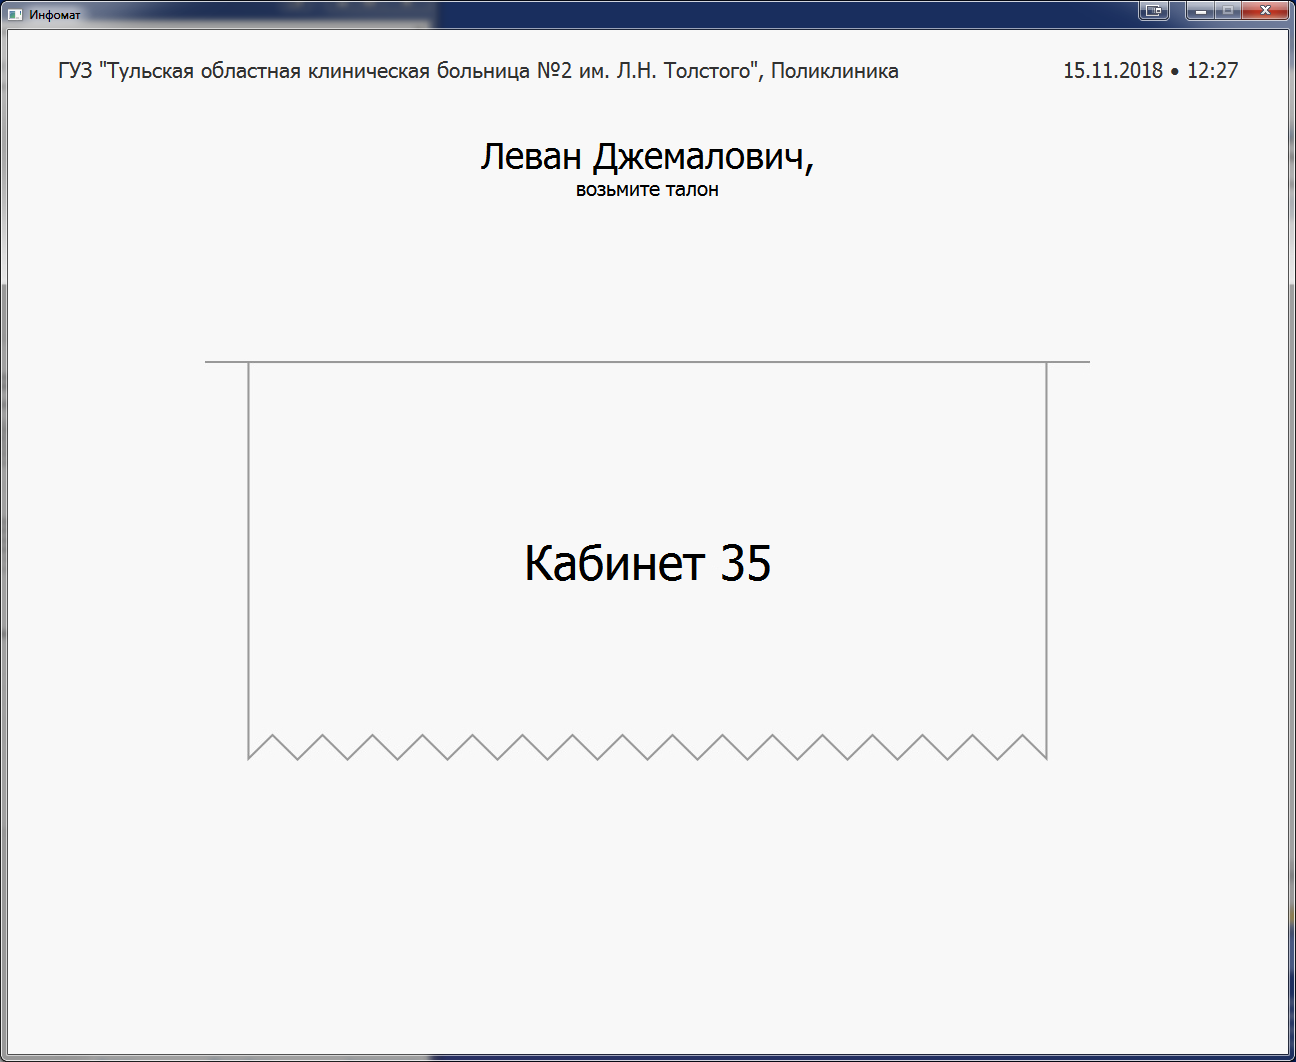 Инфомат
ГУЗ "Тульская областная клиническая больница №2 им. Л.Н. Толстого", Поликлиника
15.11.2018 • 12:27
Леван Джемалович,
возьмите талон
Кабинет 35